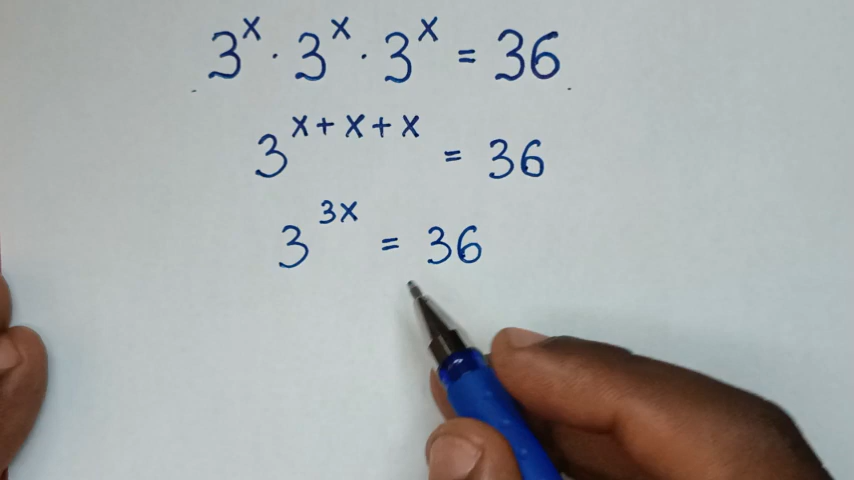 3^x · 3^x · 3^x = 36
3^(x+x+x) = 36
3^(3x) = 36